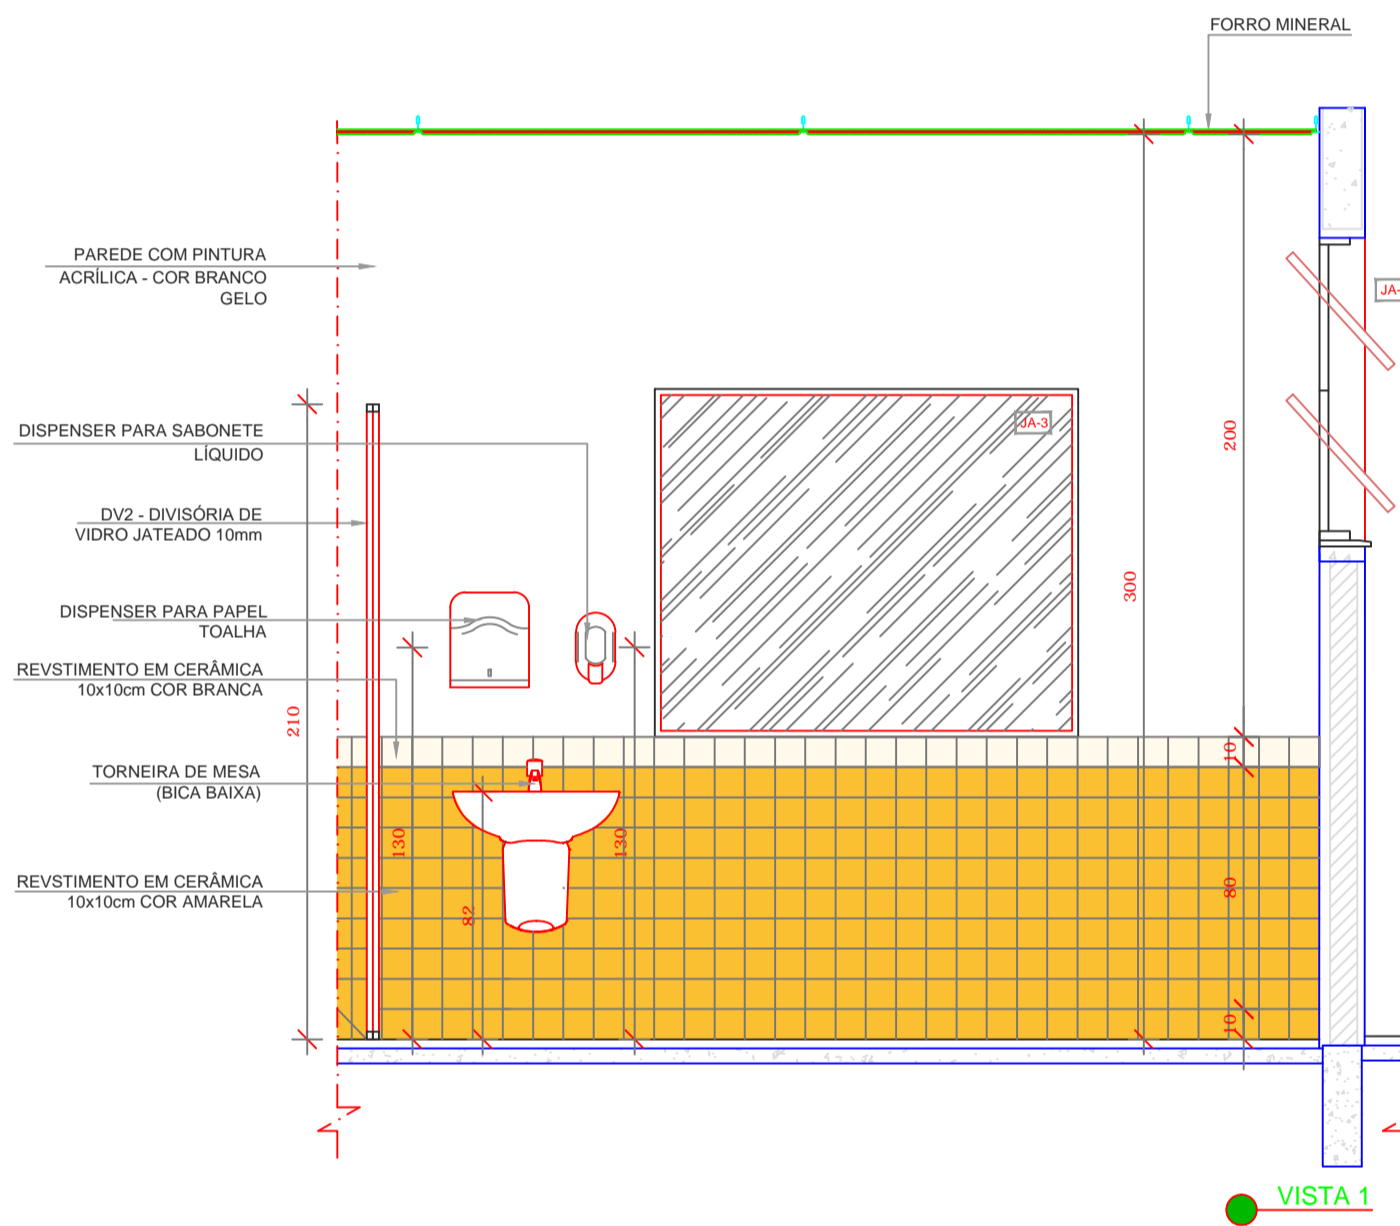 FORRO MINERAL
PAREDE COM PINTURA
ACRÍLICA - COR BRANCO
GELO
JA-
DISPENSER PARA SABONETE
LÍQUIDO
JA-3
200
DV2 - DIVISÓRIA DE
VIDRO JATEADO 10mm
300
DISPENSER PARA PAPEL
TOALHA
REVSTIMENTO EM CERÂMICA
10x10cm COR BRANCA
210
10
TORNEIRA DE MESA
(BICA BAIXA)
130
130
REVSTIMENTO EM CERÂMICA
10x10cm COR AMARELA
82
80
10
VISTA 1